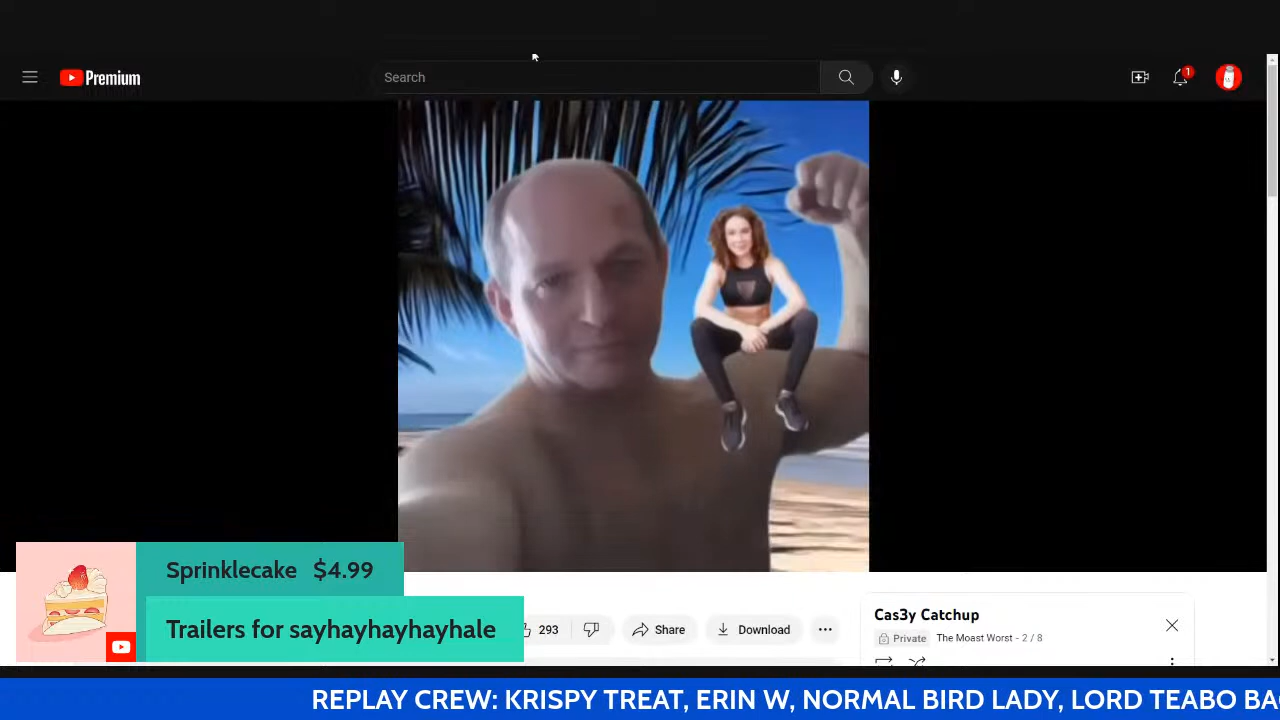 Premium
Search
1
Sprinklecake $4.99
Trailers for sayhayhayhayhale
293
Share
Download
Cas3y Catchup
Private
The Moast Worst - 2 / 8
REPLAY CREW: KRISPY TREAT, ERIN W, NORMAL BIRD LADY, LORD TEABO BA